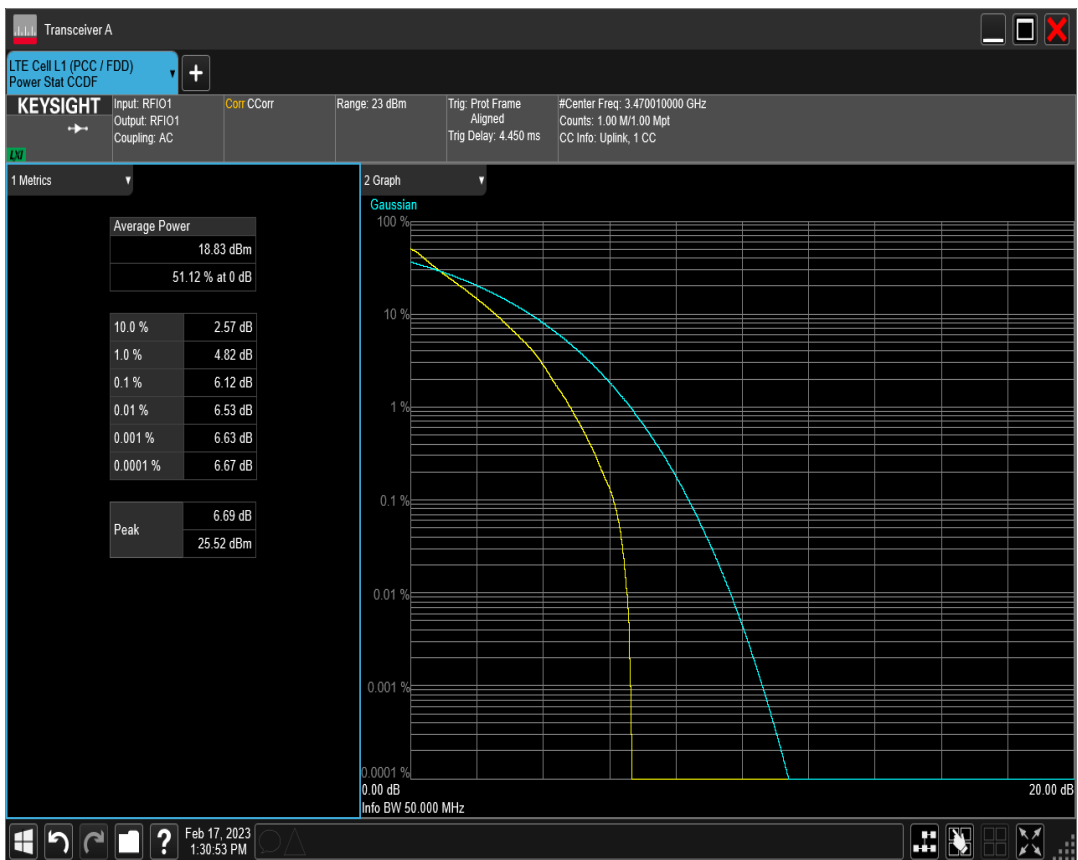 Transceiver A
LTE Cell L1 (PCC / FDD)
Power Stat CCDF
KEYSIGHT
LXI
Input: RFIO1
Output: RFIO1
Coupling: AC
Corr CCorr
Range: 23 dBm
Trig: Prot Frame
Aligned
Trig Delay: 4.450 ms
#Center Freq: 3.470010000 GHz
Counts: 1.00 M/1.00 Mpt
CC Info: Uplink, 1 CC
1 Metrics
Average Power
18.83 dBm
51.12 % at 0 dB
10.0 % 2.57 dB
1.0 % 4.82 dB
0.1 % 6.12 dB
0.01 % 6.53 dB
0.001 % 6.63 dB
0.0001 % 6.67 dB
Peak
6.69 dB
25.52 dBm
2 Graph
Gaussian
100 %
10 %
1 %
0.1 %
0.01 %
0.001 %
0.0001 %
0.00 dB 20.00 dB
Info BW 50.000 MHz
Feb 17, 2023
1:30:53 PM